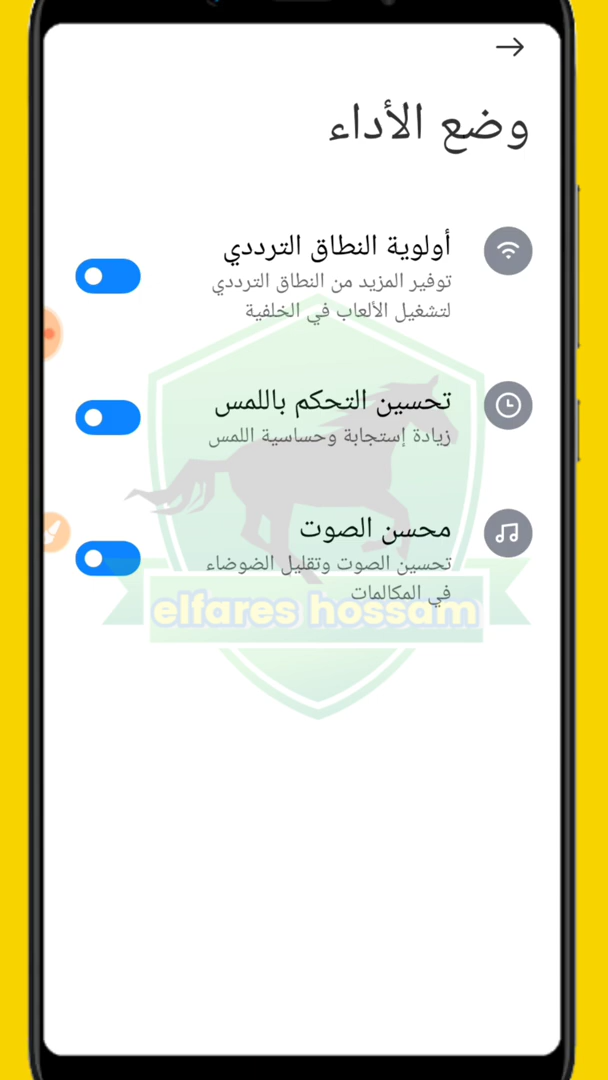 وضع الأداء
أولوية النطاق الترددي
توفير المزيد من النطاق الترددي
لتشغيل الألعاب في الخلفية
تحسين التحكم باللمس
زيادة إستجابة وحساسية اللمس
محسن الصوت
تحسين الصوت وتقليل الضوضاء
في المكالمات
elfares hossam